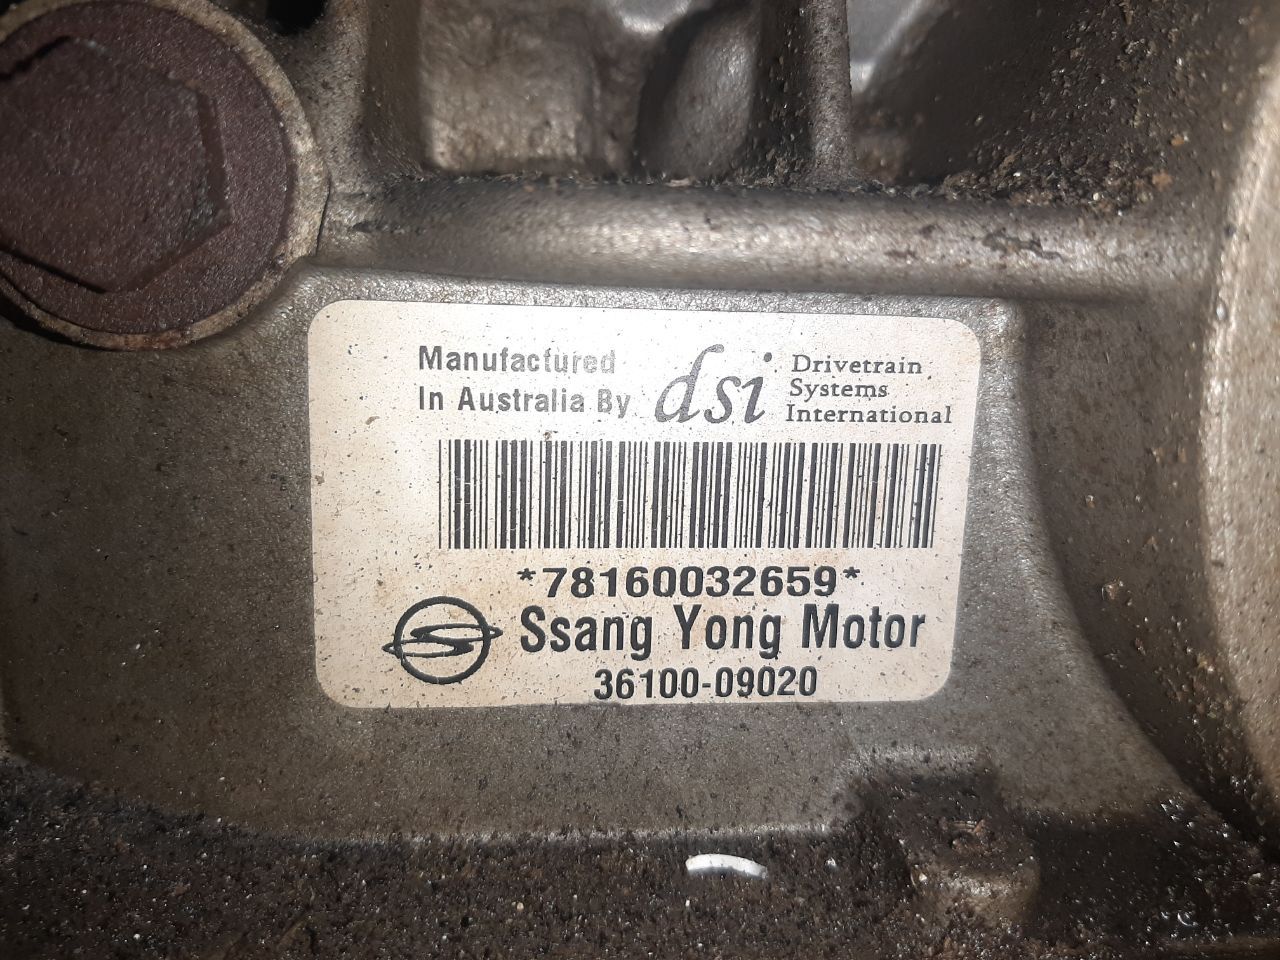 Manufactured
In Australia By
dsi
Drivetrain
Systems
International
*78160032659*
Ssang Yong Motor
36100-09020